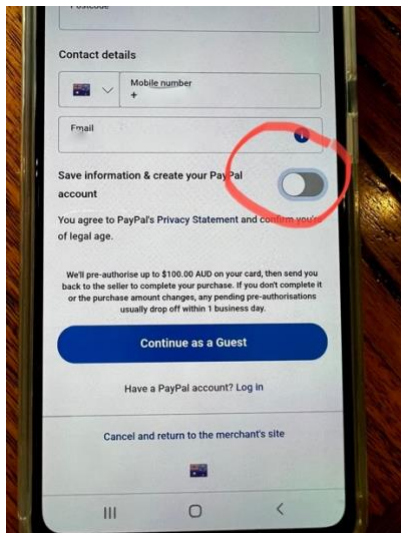 Postcode
Contact details
Mobile number
+
Email
Save information & create your PayPal
account
You agree to PayPal's Privacy Statement and confirm you're
of legal age.
We'll pre-authorise up to $100.00 AUD on your card, then send you
back to the seller to complete your purchase. If you don't complete it
or the purchase amount changes, any pending pre-authorisations
usually drop off within 1 business day.
Continue as a Guest
Have a PayPal account? Log in
Cancel and return to the merchant's site